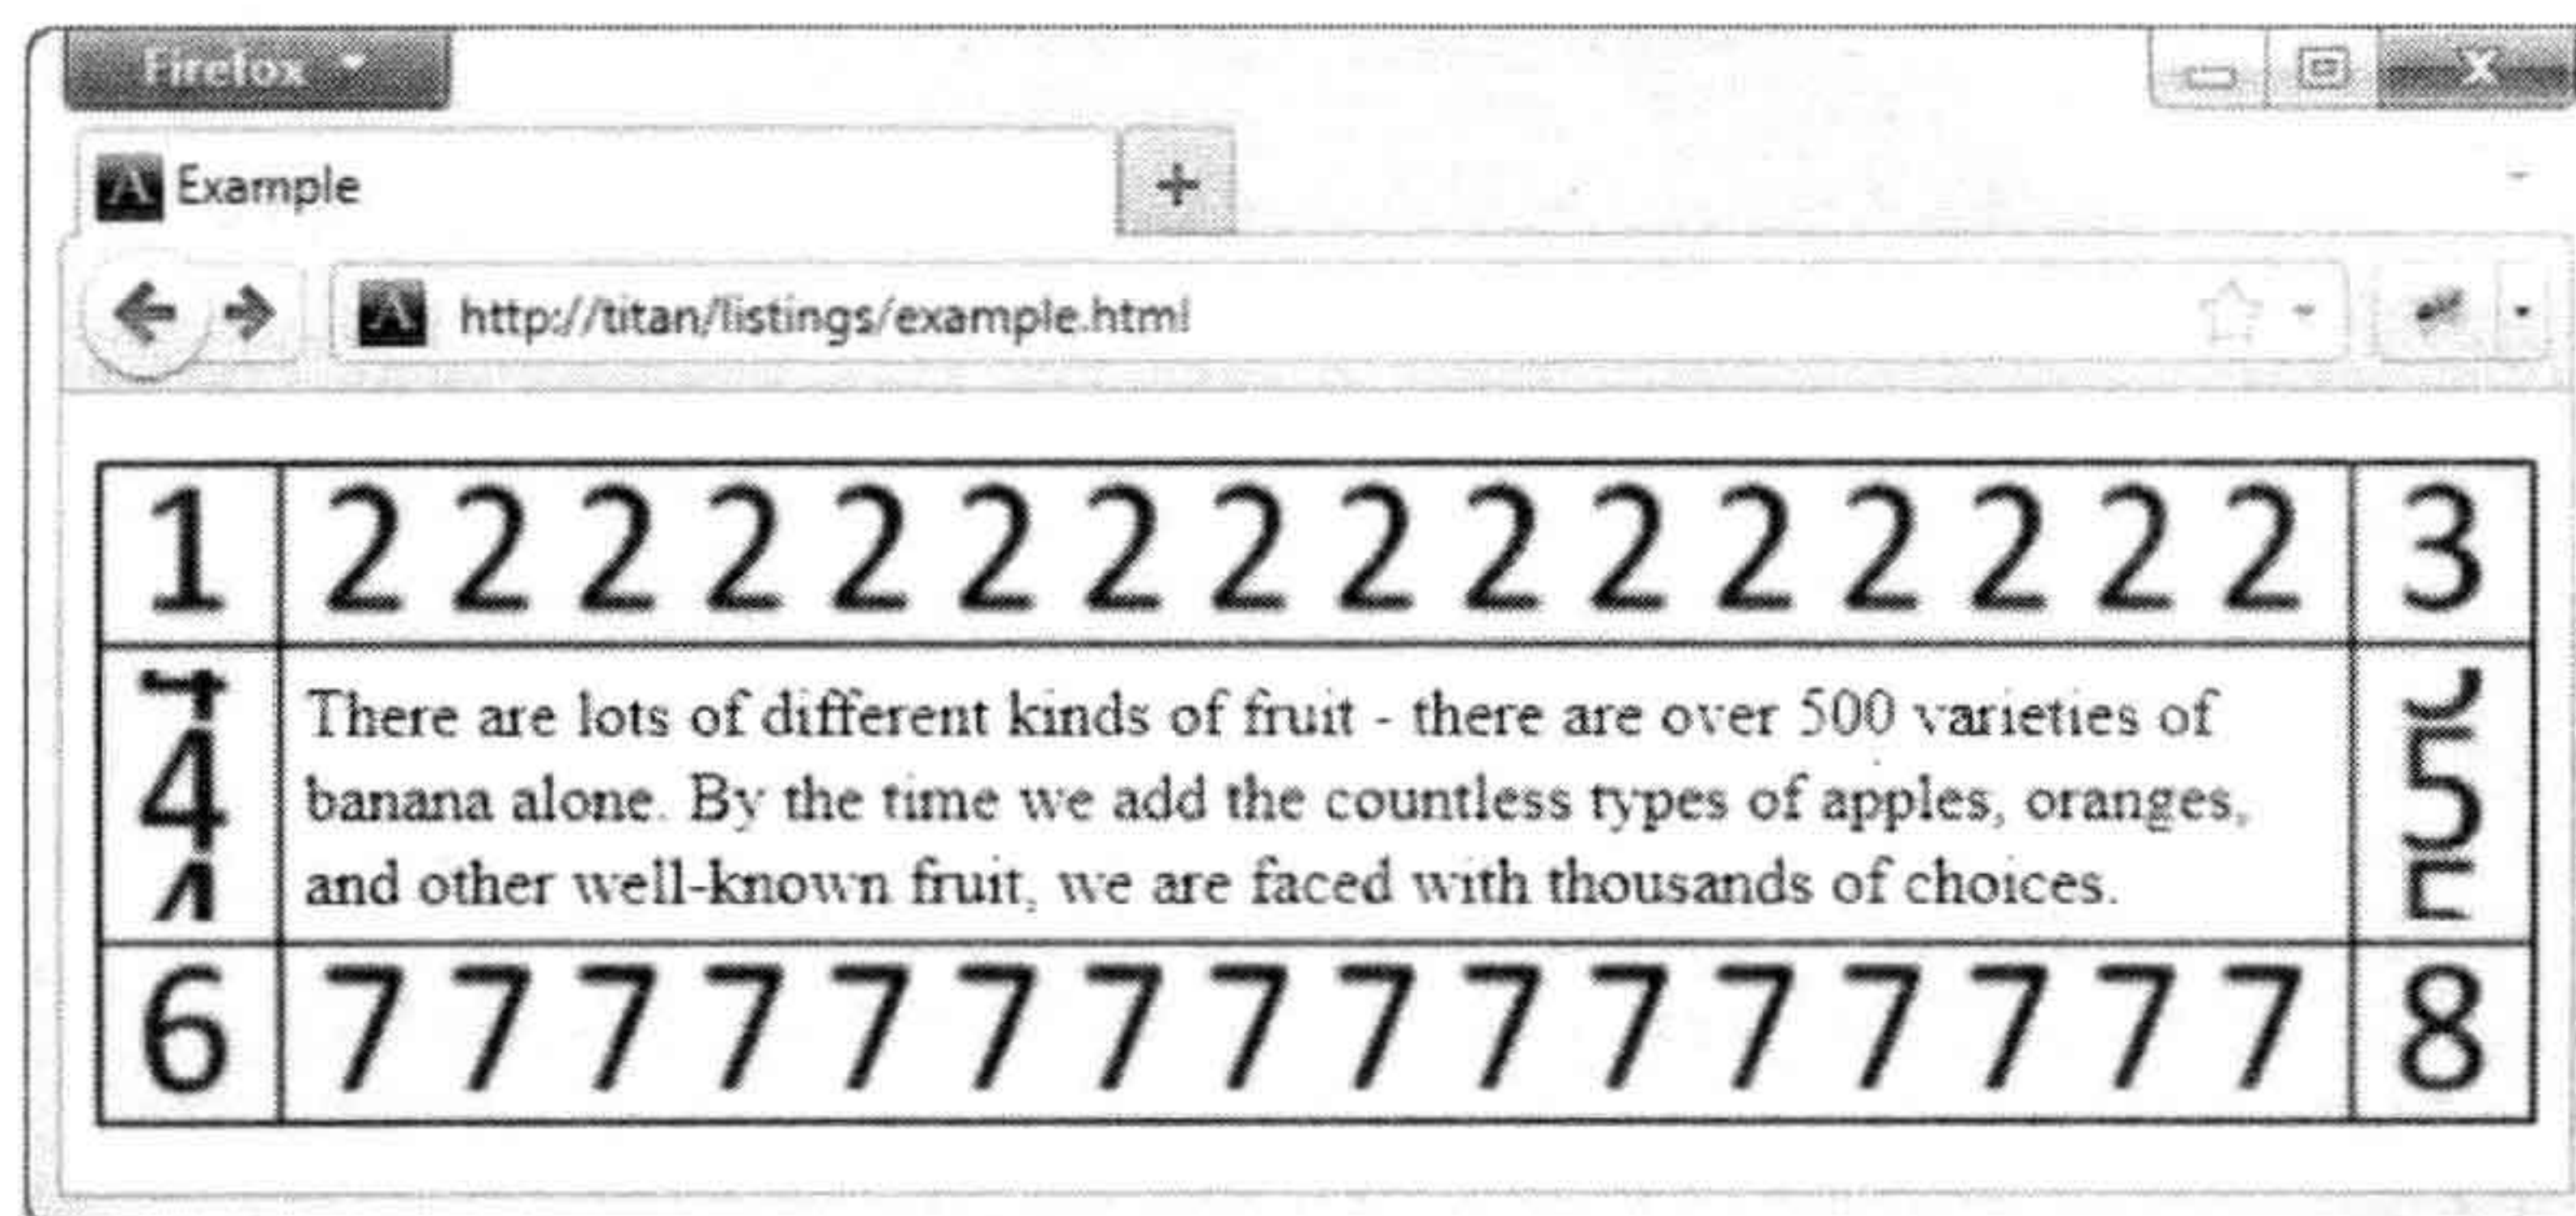 Firefox
X
A Example +
A http://titan/listings/example.html
1 2 2 2 2 2 2 2 2 2 2 2 2 2 2 2 2 3
There are lots of different kinds of fruit - there are over 500 varieties of
4 banana alone. By the time we add the countless types of apples, oranges, 5
and other well-known fruit, we are faced with thousands of choices.
6 7 7 7 7 7 7 7 7 7 7 7 7 7 7 7 7 8